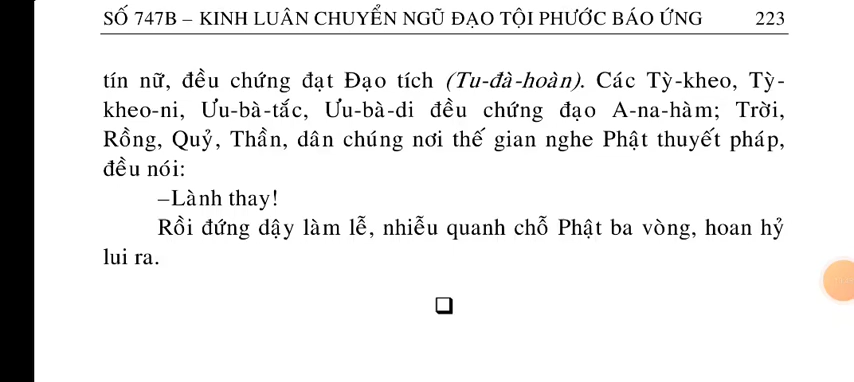 SỐ 747B – KINH LUÂN CHUYỂN NGŨ ĐẠO TỘI PHƯỚC BÁO ỨNG 223
tín nữ, đều chứng đạt Đạo tích (Tu-đà-hoàn). Các Tỳ-kheo, Tỳ-
kheo-ni, Ưu-bà-tắc, Ưu-bà-di đều chứng đạo A-na-hàm; Trời,
Rồng, Quỷ, Thần, dân chúng nơi thế gian nghe Phật thuyết pháp,
đều nói:
–Lành thay!
Rồi đứng dậy làm lễ, nhiễu quanh chỗ Phật ba vòng, hoan hỷ
lui ra.